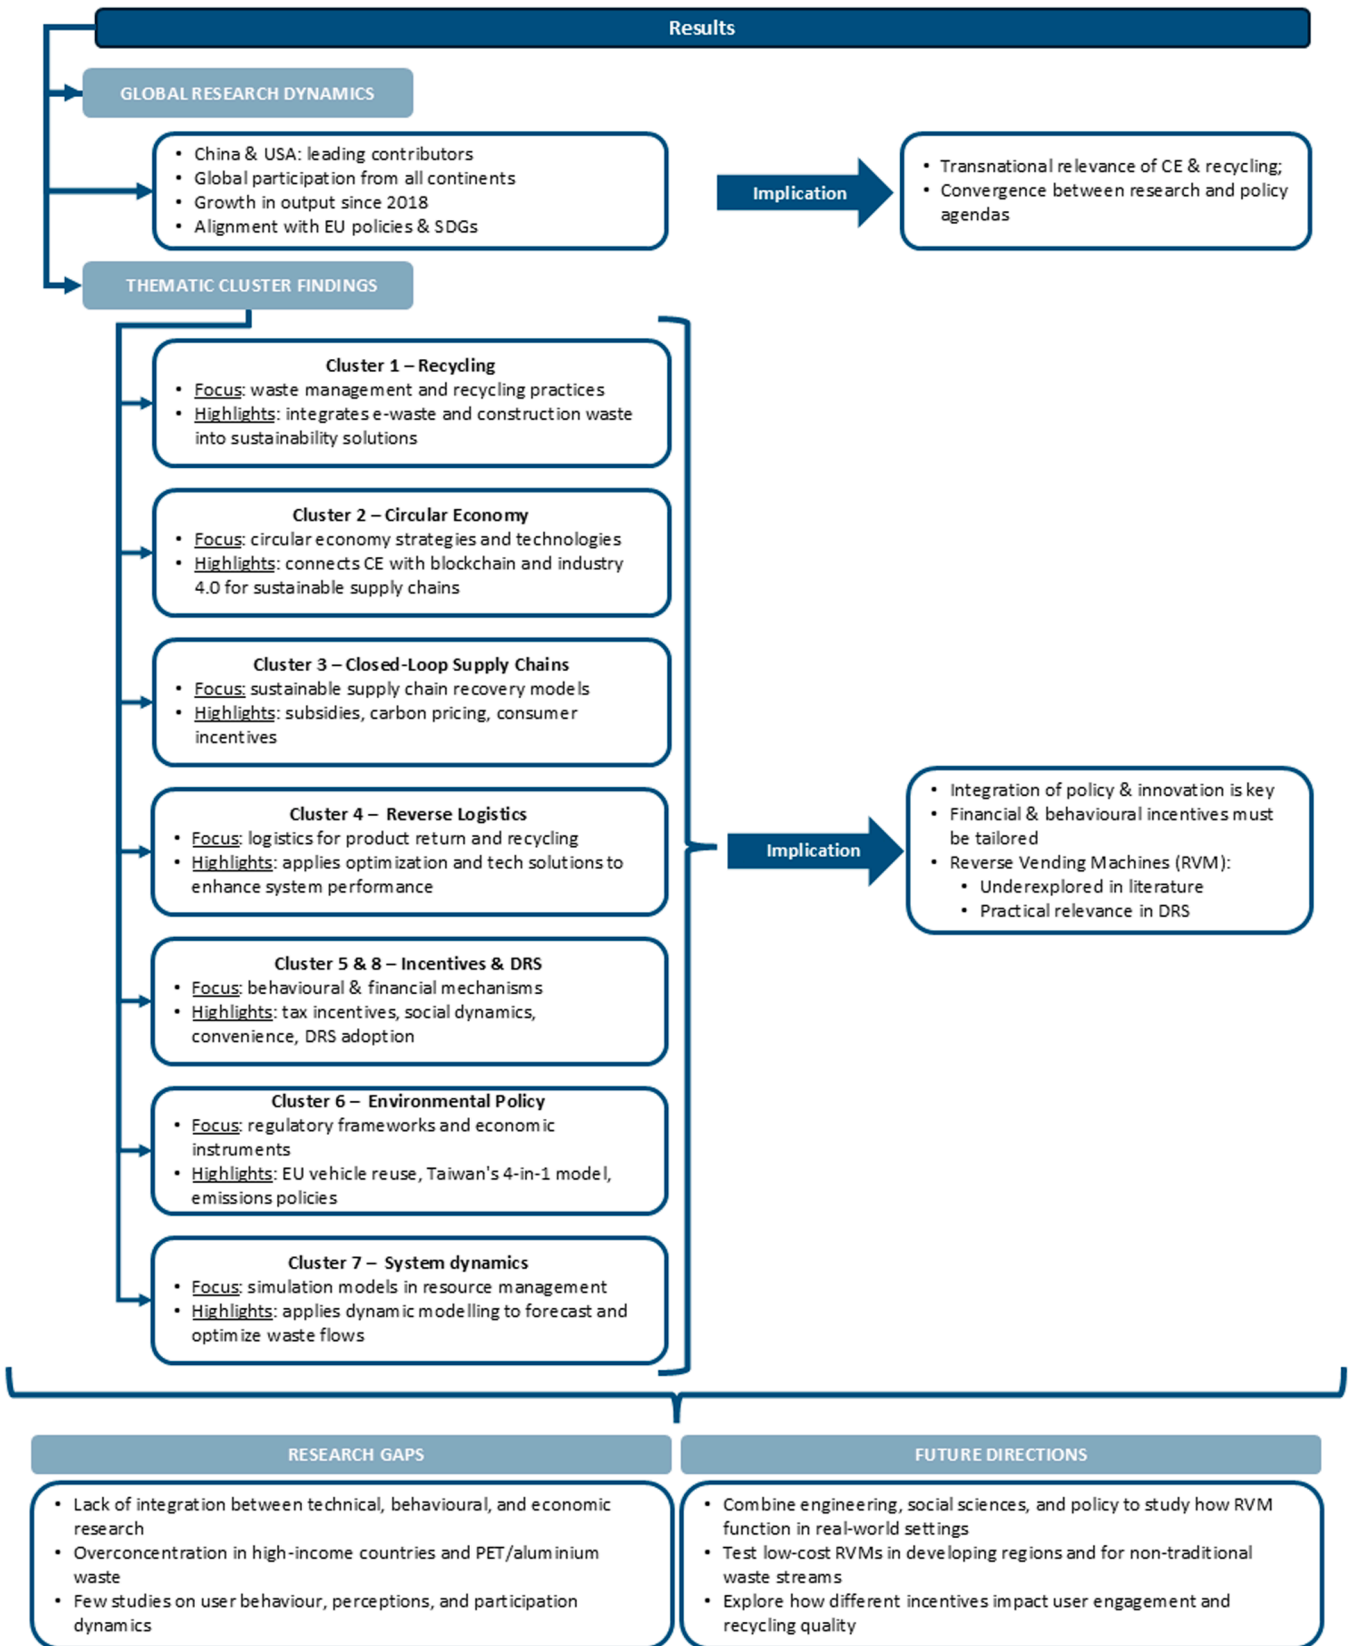 Results
GLOBAL RESEARCH DYNAMICS
• China & USA: leading contributors
• Global participation from all continents
• Growth in output since 2018
• Alignment with EU policies & SDGs
Implication
• Transnational relevance of CE & recycling;
• Convergence between research and policy
agendas
THEMATIC CLUSTER FINDINGS
Cluster 1 – Recycling
• Focus: waste management and recycling practices
• Highlights: integrates e-waste and construction waste
into sustainability solutions
Cluster 2 – Circular Economy
• Focus: circular economy strategies and technologies
• Highlights: connects CE with blockchain and industry
4.0 for sustainable supply chains
Cluster 3 – Closed-Loop Supply Chains
• Focus: sustainable supply chain recovery models
• Highlights: subsidies, carbon pricing, consumer
incentives
Cluster 4 – Reverse Logistics
• Focus: logistics for product return and recycling
• Highlights: applies optimization and tech solutions to
enhance system performance
Cluster 5 & 8 – Incentives & DRS
• Focus: behavioural & financial mechanisms
• Highlights: tax incentives, social dynamics,
convenience, DRS adoption
Cluster 6 – Environmental Policy
• Focus: regulatory frameworks and economic
instruments
• Highlights: EU vehicle reuse, Taiwan's 4-in-1 model,
emissions policies
Cluster 7 – System dynamics
• Focus: simulation models in resource management
• Highlights: applies dynamic modelling to forecast and
optimize waste flows
Implication
• Integration of policy & innovation is key
• Financial & behavioural incentives must
be tailored
• Reverse Vending Machines (RVM):
• Underexplored in literature
• Practical relevance in DRS
RESEARCH GAPS
• Lack of integration between technical, behavioural, and economic
research
• Overconcentration in high-income countries and PET/aluminium
waste
• Few studies on user behaviour, perceptions, and participation
dynamics
FUTURE DIRECTIONS
• Combine engineering, social sciences, and policy to study how RVM
function in real-world settings
• Test low-cost RVMs in developing regions and for non-traditional
waste streams
• Explore how different incentives impact user engagement and
recycling quality